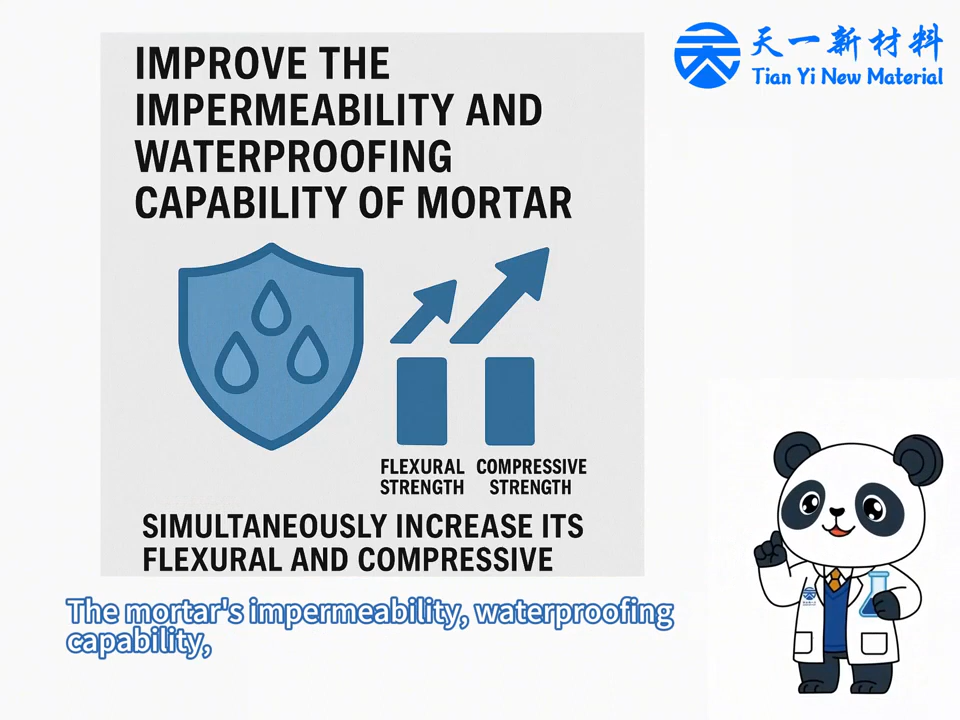 IMPROVE THE
IMPERMEABILITY AND
WATERPROOFING
CAPABILITY OF MORTAR
天一新材料
Tian Yi New Material
FLEXURAL
STRENGTH
COMPRESSIVE
STRENGTH
SIMULTANEOUSLY INCREASE ITS
FLEXURAL AND COMPRESSIVE
The mortar's impermeability, waterproofing
capability,